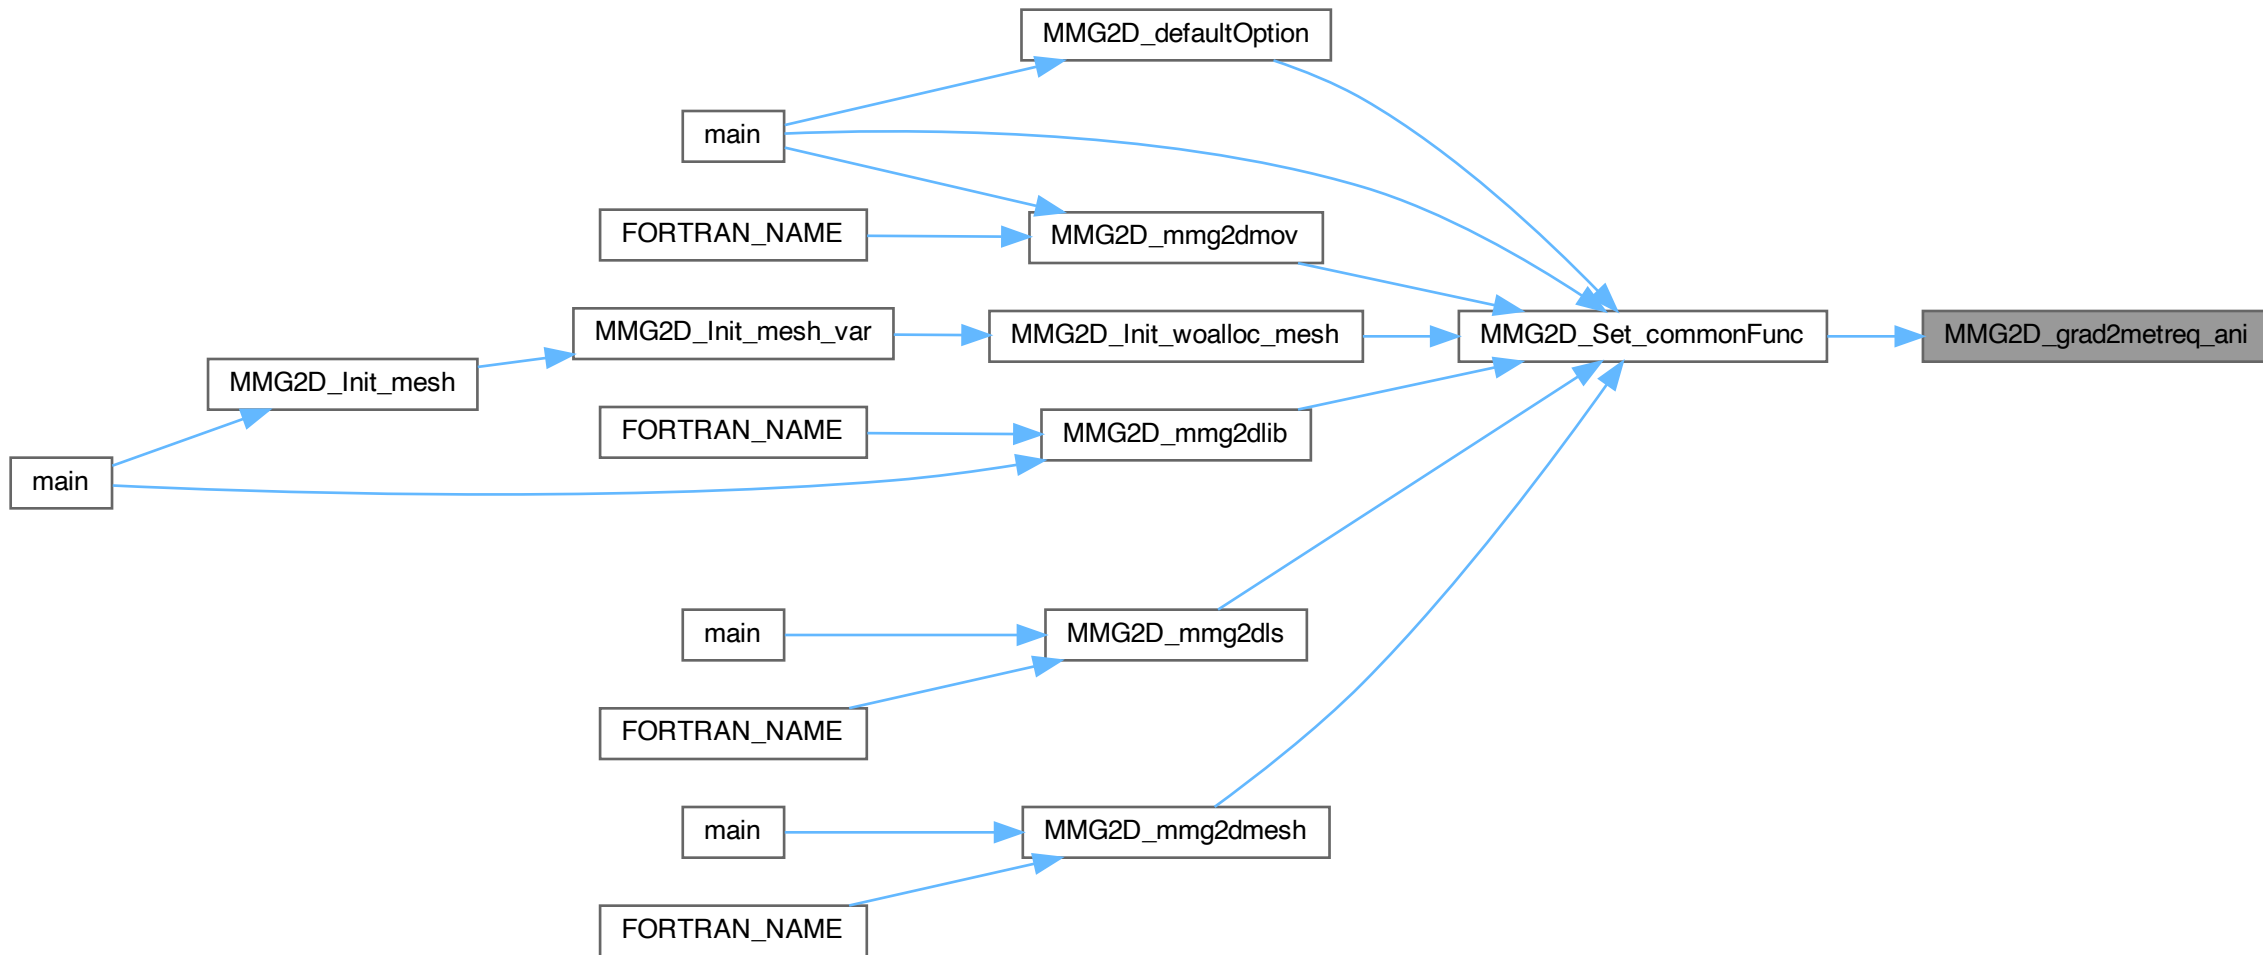 MMG2D_defaultOption
main
FORTRAN_NAME
MMG2D_mmg2dmov
MMG2D_Init_mesh_var
MMG2D_Init_woalloc_mesh
MMG2D_Set_commonFunc
MMG2D_grad2metreq_ani
MMG2D_Init_mesh
FORTRAN_NAME
MMG2D_mmg2dlib
main
main
MMG2D_mmg2dls
FORTRAN_NAME
main
MMG2D_mmg2dmesh
FORTRAN_NAME